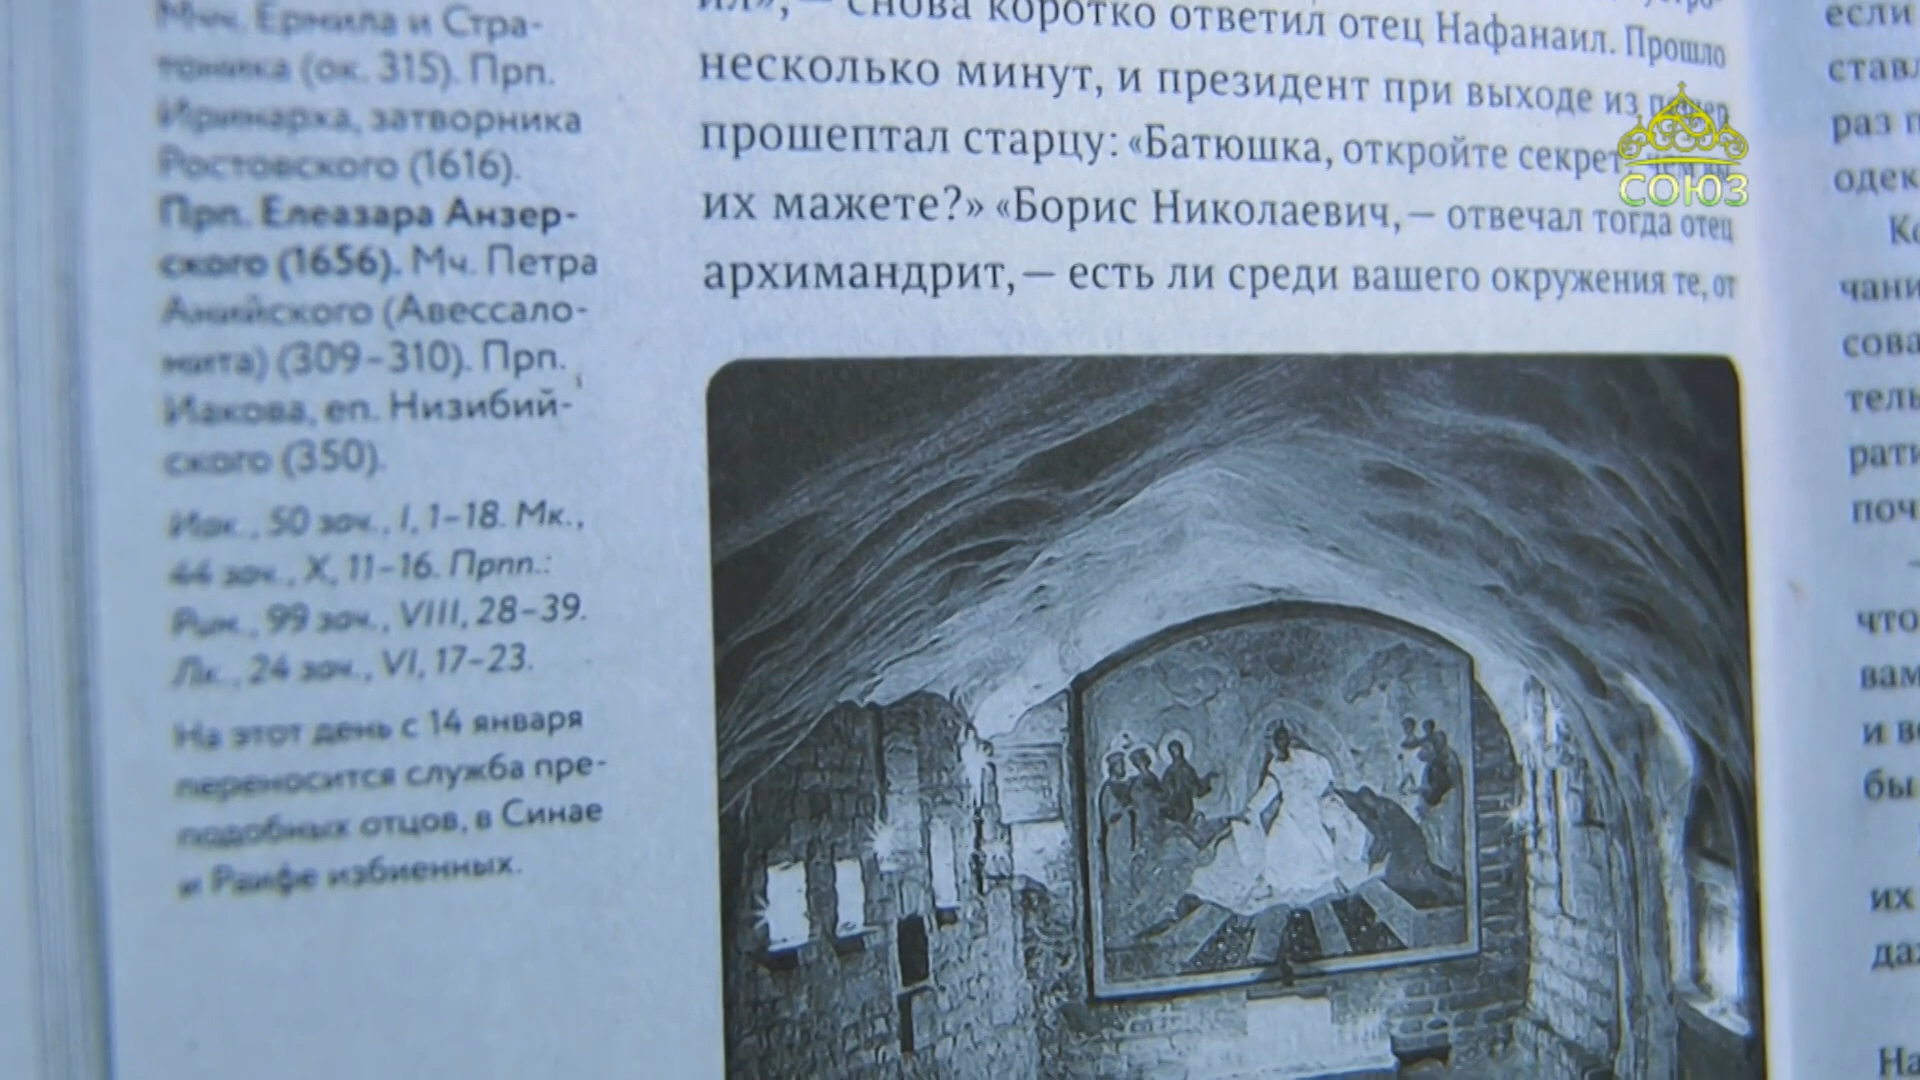 Мчч. Ермила и Стра-
тоника (ок. 315). Прп.
Иринарха, затворника
Ростовского (1616).
Прп. Елеазара Анзер-
ского (1656). Мч. Петра
Анийского (Авессало-
мита) (309–310). Прп.
Иакова, еп. Низибий-
ского (350).
Иак., 50 зач., I, 1–18. Мк.,
44 зач., X, 11–16. Прпп.:
Рим., 99 зач., VIII, 28–39.
Лк., 24 зач., VI, 17–23.
На этот день с 14 января
переносится служба пре-
подобных отцов, в Синае
и Раифе избиенных.
снова коротко ответил отец Нафанаил. Прошло
несколько минут, и президент при выходе из пещер
прошептал старцу: «Батюшка, откройте секрет
их мажете?» «Борис Николаевич, — отвечал тогда отец
архимандрит, — есть ли среди вашего окружения те, от
СОЮЗ
если
ставл
раз п
одек
Ко
чани
сова
тель
рати
поч
–
что
вам
и во
бы
их
даж
На